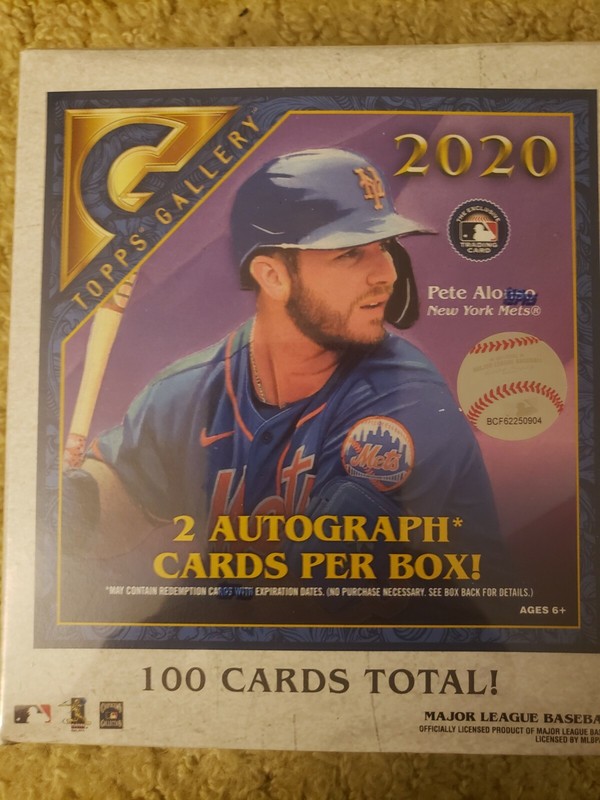 TOPPS GALLERY
2020
THE EXCLUSIVE
TRADING
CARD
Pete Alonso
New York Mets®
BCF62250904
Mets
2 AUTOGRAPH*
CARDS PER BOX!
*MAY CONTAIN REDEMPTION CARDS WITH EXPIRATION DATES. (NO PURCHASE NECESSARY. SEE BOX BACK FOR DETAILS.)
AGES 6+
100 CARDS TOTAL!
MAJOR LEAGUE BASEBA
OFFICIALLY LICENSED PRODUCT OF MAJOR LEAGUE BA
LICENSED BY MLBP